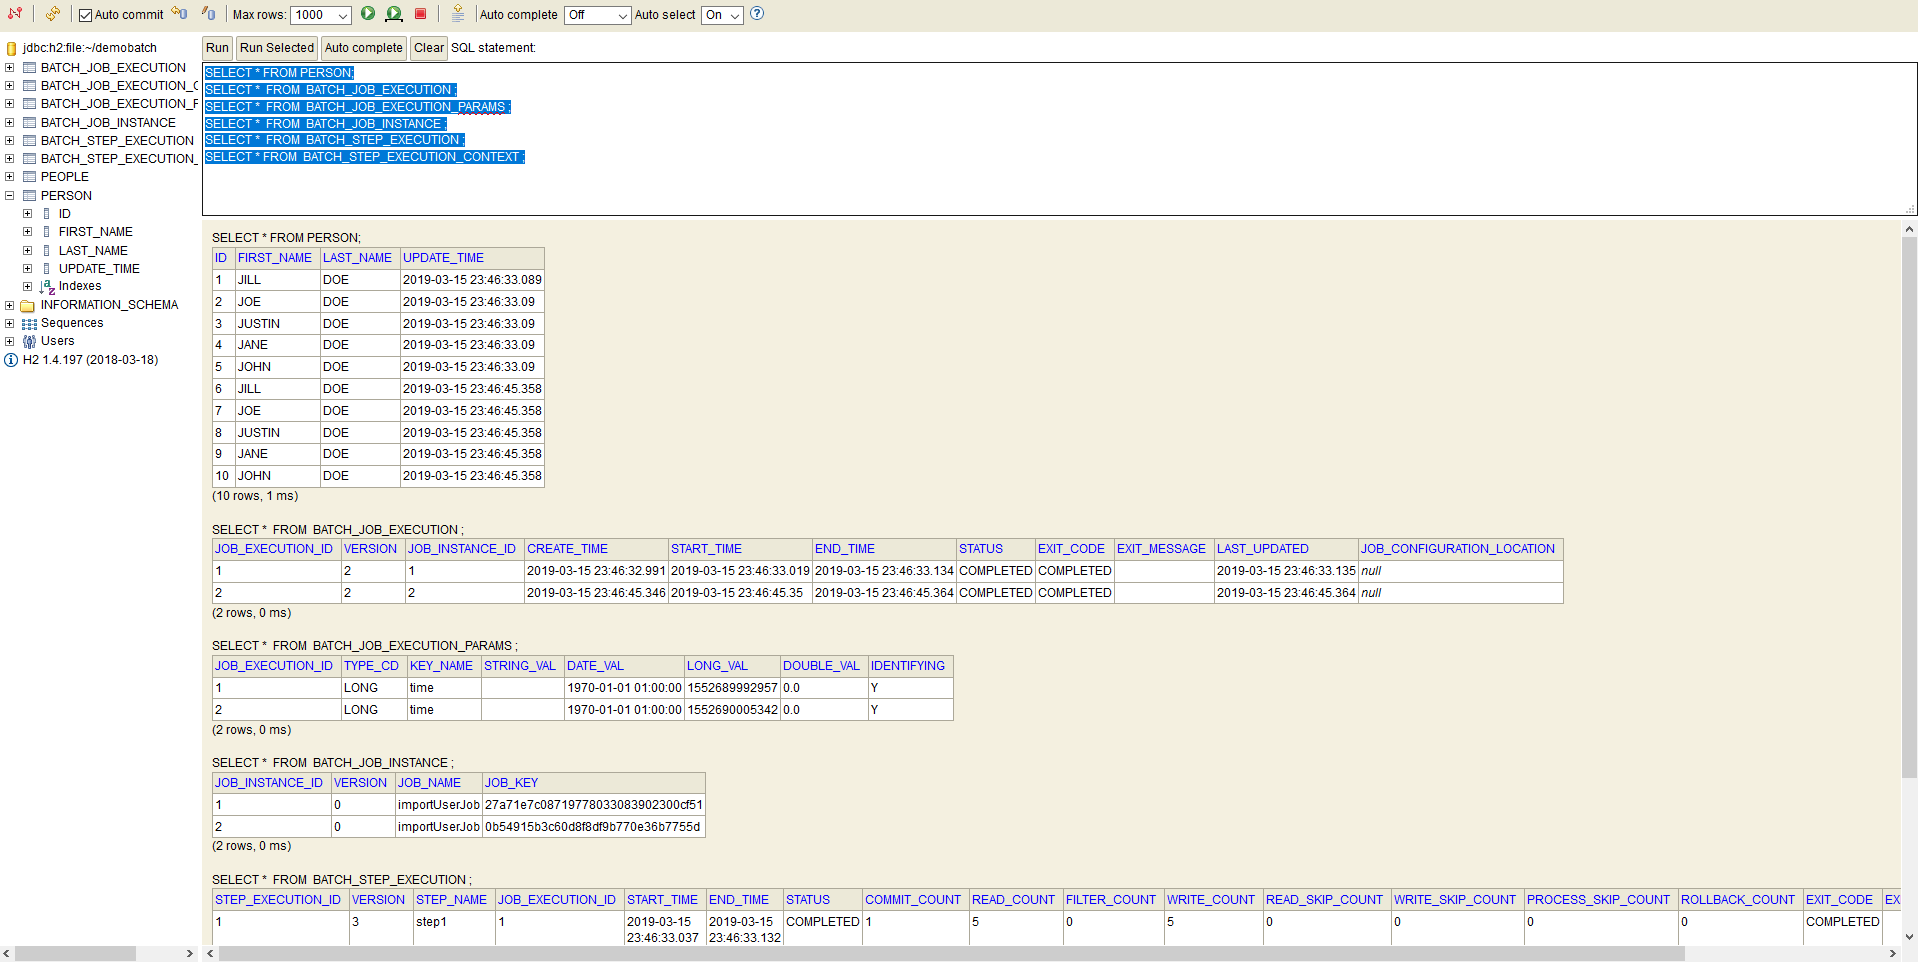 Auto commit Max rows: 1000 Auto complete Off Auto select On ?
jdbc:h2:file:~/demobatch
BATCH_JOB_EXECUTION
BATCH_JOB_EXECUTION_
BATCH_JOB_EXECUTION_
BATCH_JOB_INSTANCE
BATCH_STEP_EXECUTION
BATCH_STEP_EXECUTION_
PEOPLE
PERSON
ID
FIRST_NAME
LAST_NAME
UPDATE_TIME
Indexes
INFORMATION_SCHEMA
Sequences
Users
H2 1.4.197 (2018-03-18)
Run Run Selected Auto complete Clear SQL statement:
SELECT * FROM PERSON;
SELECT * FROM BATCH_JOB_EXECUTION ;
SELECT * FROM BATCH_JOB_EXECUTION_PARAMS ;
SELECT * FROM BATCH_JOB_INSTANCE ;
SELECT * FROM BATCH_STEP_EXECUTION ;
SELECT * FROM BATCH_STEP_EXECUTION_CONTEXT ;
SELECT * FROM PERSON;
ID FIRST_NAME LAST_NAME UPDATE_TIME
1 JILL DOE 2019-03-15 23:46:33.089
2 JOE DOE 2019-03-15 23:46:33.09
3 JUSTIN DOE 2019-03-15 23:46:33.09
4 JANE DOE 2019-03-15 23:46:33.09
5 JOHN DOE 2019-03-15 23:46:33.09
6 JILL DOE 2019-03-15 23:46:45.358
7 JOE DOE 2019-03-15 23:46:45.358
8 JUSTIN DOE 2019-03-15 23:46:45.358
9 JANE DOE 2019-03-15 23:46:45.358
10 JOHN DOE 2019-03-15 23:46:45.358
(10 rows, 1 ms)
SELECT * FROM BATCH_JOB_EXECUTION ;
JOB_EXECUTION_ID VERSION JOB_INSTANCE_ID CREATE_TIME START_TIME END_TIME STATUS EXIT_CODE EXIT_MESSAGE LAST_UPDATED JOB_CONFIGURATION_LOCATION
1 2 1 2019-03-15 23:46:32.991 2019-03-15 23:46:33.019 2019-03-15 23:46:33.134 COMPLETED COMPLETED 2019-03-15 23:46:33.135 null
2 2 2 2019-03-15 23:46:45.346 2019-03-15 23:46:45.35 2019-03-15 23:46:45.364 COMPLETED COMPLETED 2019-03-15 23:46:45.364 null
(2 rows, 0 ms)
SELECT * FROM BATCH_JOB_EXECUTION_PARAMS ;
JOB_EXECUTION_ID TYPE_CD KEY_NAME STRING_VAL DATE_VAL LONG_VAL DOUBLE_VAL IDENTIFYING
1 LONG time 1970-01-01 01:00:00 1552689992957 0.0 Y
2 LONG time 1970-01-01 01:00:00 1552690005342 0.0 Y
(2 rows, 0 ms)
SELECT * FROM BATCH_JOB_INSTANCE ;
JOB_INSTANCE_ID VERSION JOB_NAME JOB_KEY
1 0 importUserJob 27a71e7c08719778033083902300cf51
2 0 importUserJob 0b54915b3c60d8f8df9b770e36b7755d
(2 rows, 0 ms)
SELECT * FROM BATCH_STEP_EXECUTION ;
STEP_EXECUTION_ID VERSION STEP_NAME JOB_EXECUTION_ID START_TIME END_TIME STATUS COMMIT_COUNT READ_COUNT FILTER_COUNT WRITE_COUNT READ_SKIP_COUNT WRITE_SKIP_COUNT PROCESS_SKIP_COUNT ROLLBACK_COUNT EXIT_CODE EX
1 3 step1 1 2019-03-15 2019-03-15 COMPLETED 1 5 0 5 0 0 0 0 COMPLETED
23:46:33.037 23:46:33.132